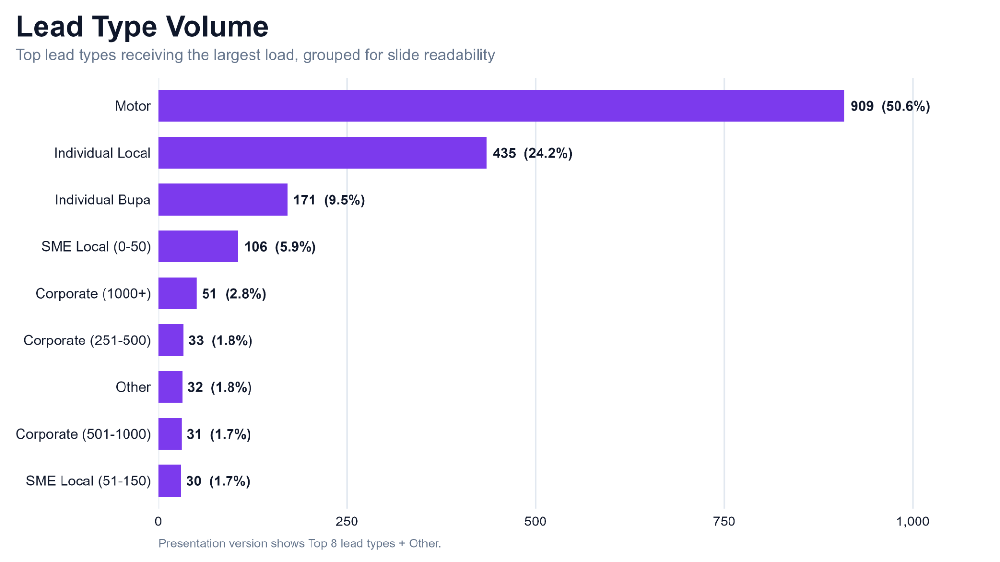 Lead Type Volume
Top lead types receiving the largest load, grouped for slide readability
Motor 909 (50.6%)
Individual Local 435 (24.2%)
Individual Bupa 171 (9.5%)
SME Local (0-50) 106 (5.9%)
Corporate (1000+) 51 (2.8%)
Corporate (251-500) 33 (1.8%)
Other 32 (1.8%)
Corporate (501-1000) 31 (1.7%)
SME Local (51-150) 30 (1.7%)
0 250 500 750 1,000
Presentation version shows Top 8 lead types + Other.